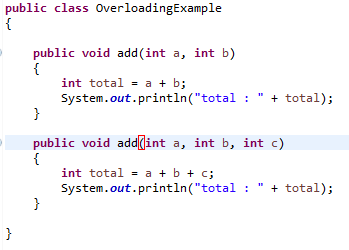 public class OverloadingExample
{
public void add(int a, int b)
{
int total = a + b;
System.out.println("total : " + total);
}
public void add(int a, int b, int c)
{
int total = a + b + c;
System.out.println("total : " + total);
}
}